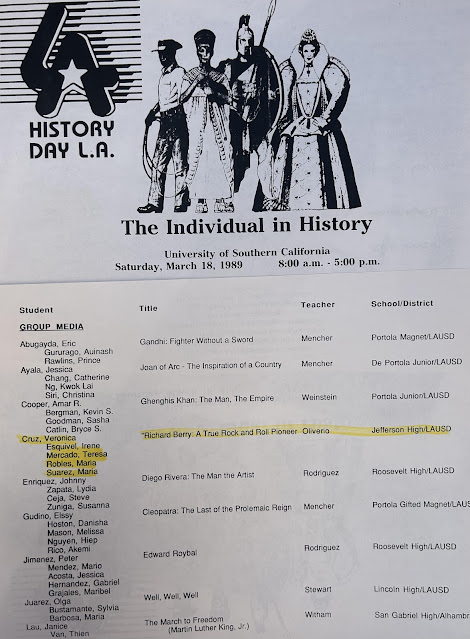 LA
HISTORY
DAY L.A.
The Individual in History
University of Southern California
Saturday, March 18, 1989 8:00 a.m. - 5:00 p.m.
Student Title Teacher School/District
GROUP MEDIA
Abugayda, Eric Gandhi: Fighter Without a Sword Mencher Portola Magnet/LAUSD
Gururago, Auinash
Rawlins, Prince
Ayala, Jessica Joan of Arc - The Inspiration of a Country Mencher De Portola Junior/LAUSD
Chang, Catherine
Ng, Kwok Lai
Siri, Christina Ghenghis Khan: The Man, The Empire Weinstein Portola Junior/LAUSD
Cooper, Amar R.
Bergman, Kevin S.
Goodman, Sasha
Catlin, Bryce S.
Cruz, Veronica "Richard Berry: A True Rock and Roll Pioneer Oliverio Jefferson High/LAUSD
Esquivel, Irene
Mercado, Teresa
Robles, Maria
Suarez, Maria
Enriquez, Johnny Diego Rivera: The Man the Artist Rodriguez Roosevelt High/LAUSD
Zapata, Lydia
Ceja, Steve
Zuniga, Susanna Cleopatra: The Last of the Prolemaic Reign Mencher Portola Gifted Magnet/LAUS
Gudino, Elssy
Hoston, Danisha
Mason, Melissa
Nguyen, Hiep
Rico, Akemi Edward Roybal Rodriguez Roosevelt High/LAUSD
Jimenez, Peter
Mendez, Mario
Acosta, Jessica
Hernandez, Gabriel
Grajales, Maribel Well, Well, Well Stewart Lincoln High/LAUSD
Juarez, Olga
Bustamante, Sylvia
Barbosa, Maria The March to Freedom Witham San Gabriel High/Alhambr
Lau, Janice (Martin Luther King, Jr.)
Van, Thien